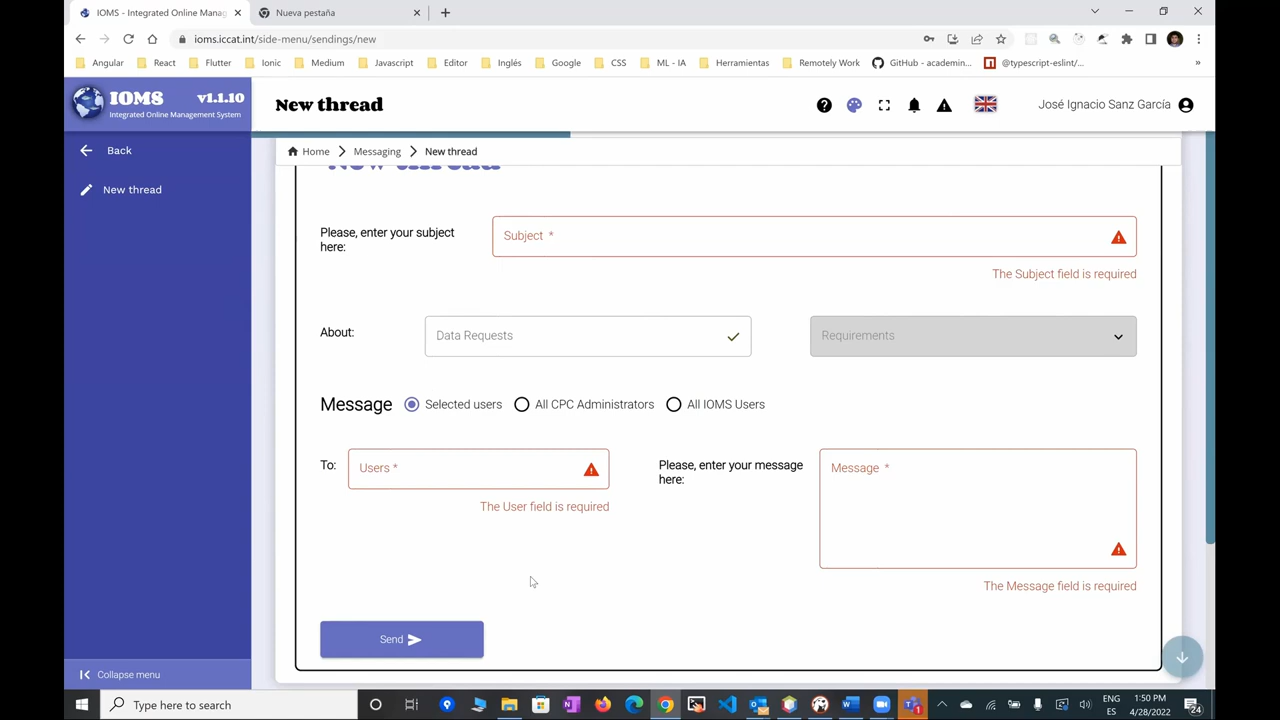 IOMS - Integrated Online Manag
Nueva pestaña
ioms.iccat.int/side-menu/sendings/new
Angular React Flutter Ionic Medium Javascript Editor Inglés Google CSS ML - IA Herramientas Remotely Work GitHub - academin... @typescript-eslint/... »
IOMS v1.1.10
Integrated Online Management System
New thread
José Ignacio Sanz García
Back
Home Messaging New thread
New thread
Please, enter your subject
here:
Subject *
The Subject field is required
About:
Data Requests
Requirements
Message Selected users All CPC Administrators All IOMS Users
To:
Users *
The User field is required
Please, enter your message
here:
Message *
The Message field is required
Send
Collapse menu
Type here to search
ENG
ES
1:50 PM
4/28/2022
24